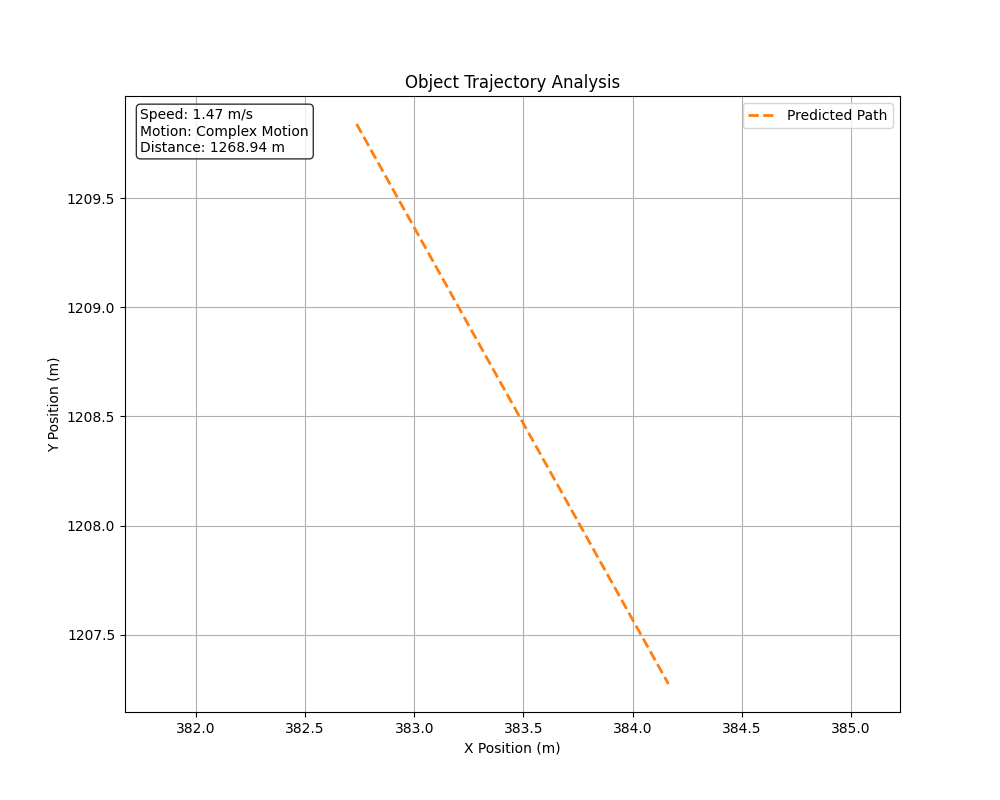 Object Trajectory Analysis
Speed: 1.47 m/s
Motion: Complex Motion
Distance: 1268.94 m
Predicted Path
Y Position (m)
1209.5
1209.0
1208.5
1208.0
1207.5
382.0 382.5 383.0 383.5 384.0 384.5 385.0
X Position (m)